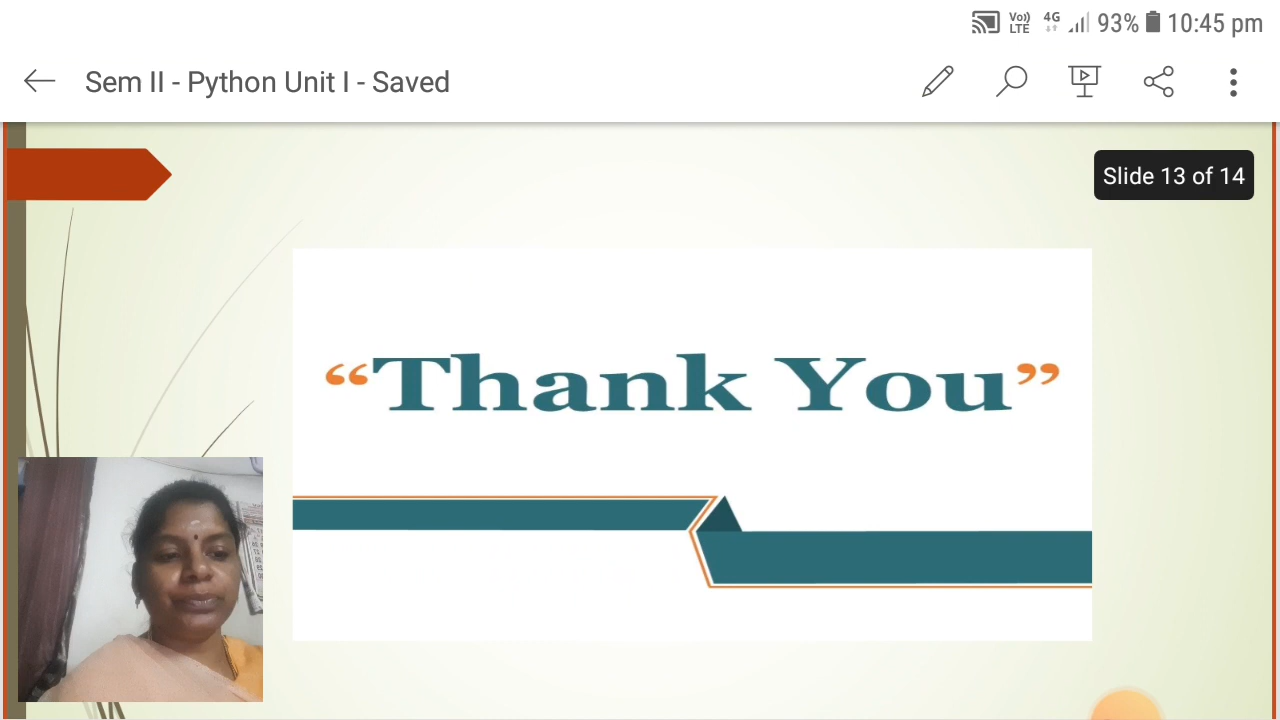 Vo)) LTE 4G 93% 10:45 pm
Sem II - Python Unit I - Saved
Slide 13 of 14
“Thank You”